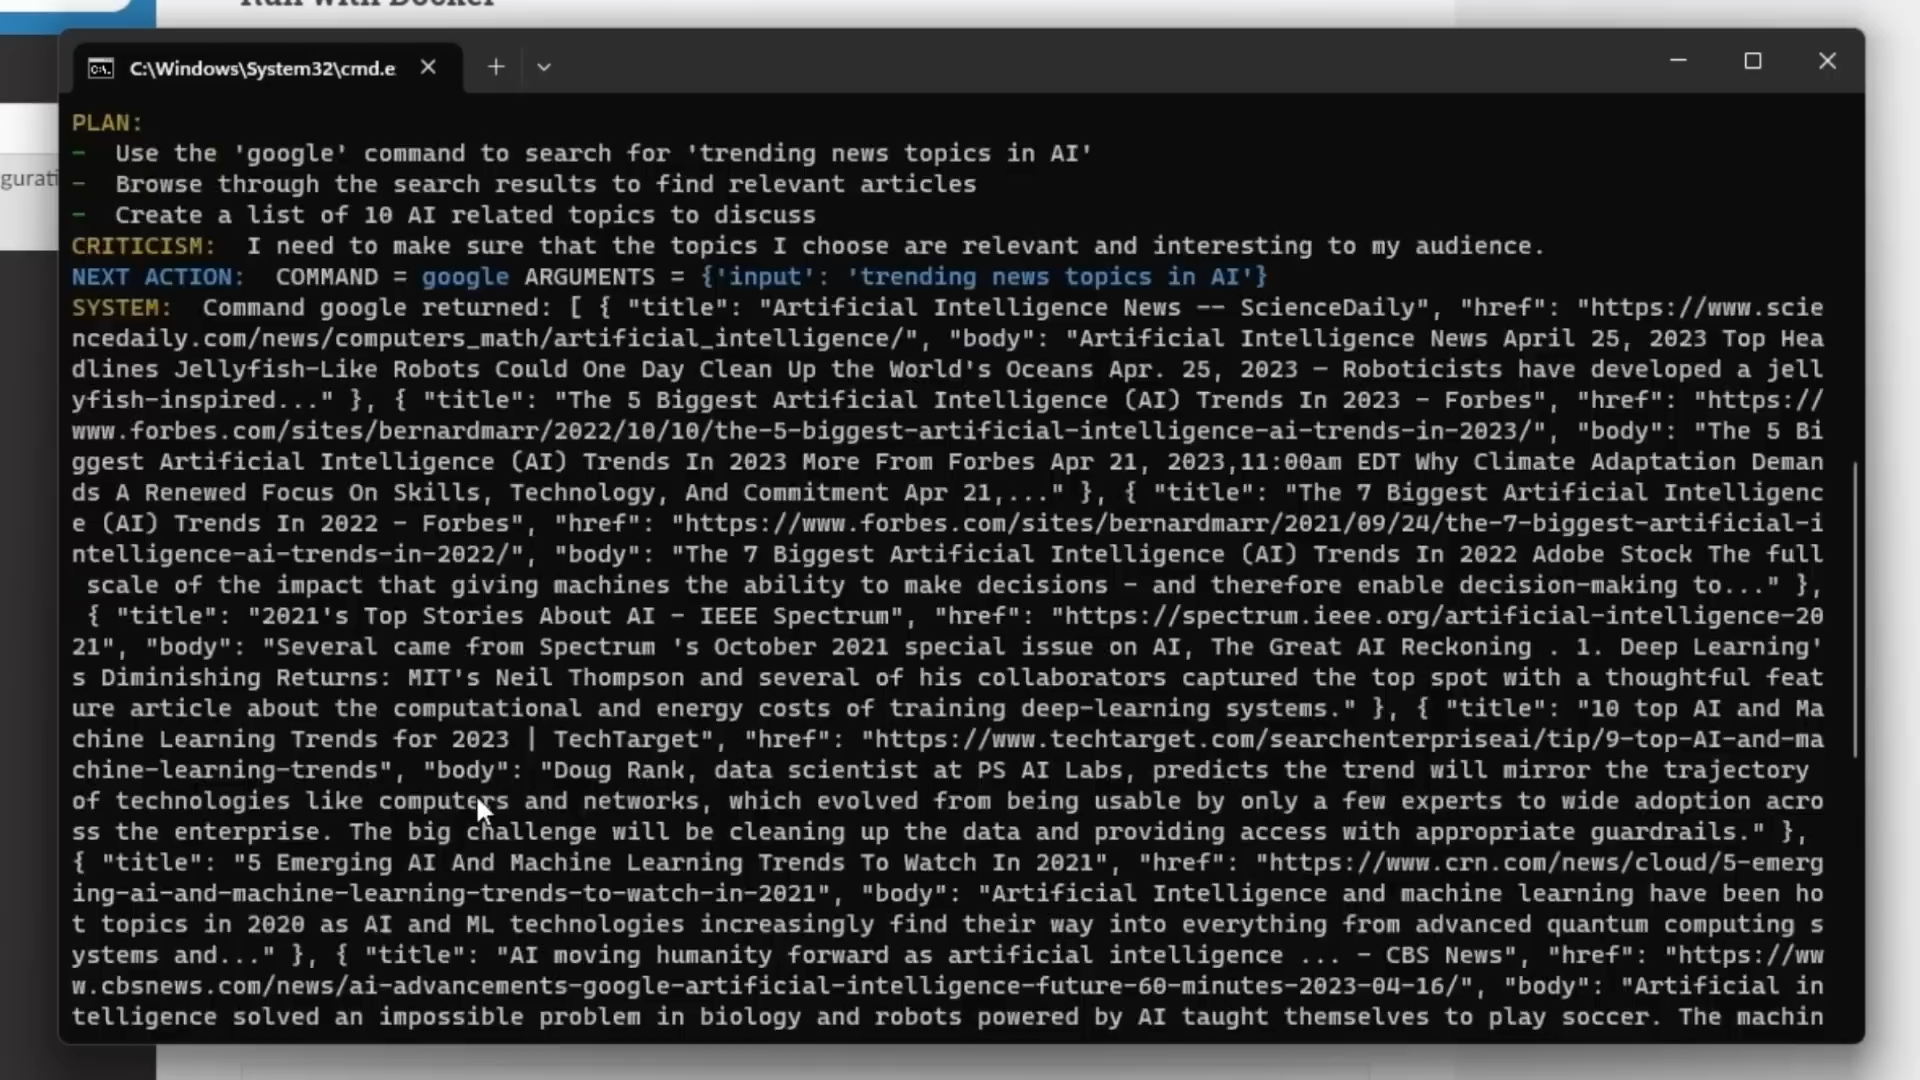 Run with Docker
C:\Windows\System32\cmd.e
gurati
PLAN:
-  Use the 'google' command to search for 'trending news topics in AI'
-  Browse through the search results to find relevant articles
-  Create a list of 10 AI related topics to discuss
CRITICISM:  I need to make sure that the topics I choose are relevant and interesting to my audience.
NEXT ACTION:  COMMAND = google ARGUMENTS = {'input': 'trending news topics in AI'}
SYSTEM:  Command google returned: [ { "title": "Artificial Intelligence News -- ScienceDaily", "href": "https://www.scie
ncedaily.com/news/computers_math/artificial_intelligence/", "body": "Artificial Intelligence News April 25, 2023 Top Hea
dlines Jellyfish-Like Robots Could One Day Clean Up the World's Oceans Apr. 25, 2023 — Roboticists have developed a jell
yfish-inspired..." }, { "title": "The 5 Biggest Artificial Intelligence (AI) Trends In 2023 - Forbes", "href": "https://
www.forbes.com/sites/bernardmarr/2022/10/10/the-5-biggest-artificial-intelligence-ai-trends-in-2023/", "body": "The 5 Bi
ggest Artificial Intelligence (AI) Trends In 2023 More From Forbes Apr 21, 2023,11:00am EDT Why Climate Adaptation Deman
ds A Renewed Focus On Skills, Technology, And Commitment Apr 21,..." }, { "title": "The 7 Biggest Artificial Intelligenc
e (AI) Trends In 2022 - Forbes", "href": "https://www.forbes.com/sites/bernardmarr/2021/09/24/the-7-biggest-artificial-i
ntelligence-ai-trends-in-2022/", "body": "The 7 Biggest Artificial Intelligence (AI) Trends In 2022 Adobe Stock The full
 scale of the impact that giving machines the ability to make decisions – and therefore enable decision-making to..." },
 { "title": "2021's Top Stories About AI - IEEE Spectrum", "href": "https://spectrum.ieee.org/artificial-intelligence-20
21", "body": "Several came from Spectrum 's October 2021 special issue on AI, The Great AI Reckoning . 1. Deep Learning'
s Diminishing Returns: MIT's Neil Thompson and several of his collaborators captured the top spot with a thoughtful feat
ure article about the computational and energy costs of training deep-learning systems." }, { "title": "10 top AI and Ma
chine Learning Trends for 2023 | TechTarget", "href": "https://www.techtarget.com/searchenterpriseai/tip/9-top-AI-and-ma
chine-learning-trends", "body": "Doug Rank, data scientist at PS AI Labs, predicts the trend will mirror the trajectory
of technologies like computers and networks, which evolved from being usable by only a few experts to wide adoption acro
ss the enterprise. The big challenge will be cleaning up the data and providing access with appropriate guardrails." },
{ "title": "5 Emerging AI And Machine Learning Trends To Watch In 2021", "href": "https://www.crn.com/news/cloud/5-emerg
ing-ai-and-machine-learning-trends-to-watch-in-2021", "body": "Artificial Intelligence and machine learning have been ho
t topics in 2020 as AI and ML technologies increasingly find their way into everything from advanced quantum computing s
ystems and..." }, { "title": "AI moving humanity forward as artificial intelligence ... - CBS News", "href": "https://ww
w.cbsnews.com/news/ai-advancements-google-artificial-intelligence-future-60-minutes-2023-04-16/", "body": "Artificial in
telligence solved an impossible problem in biology and robots powered by AI taught themselves to play soccer. The machin